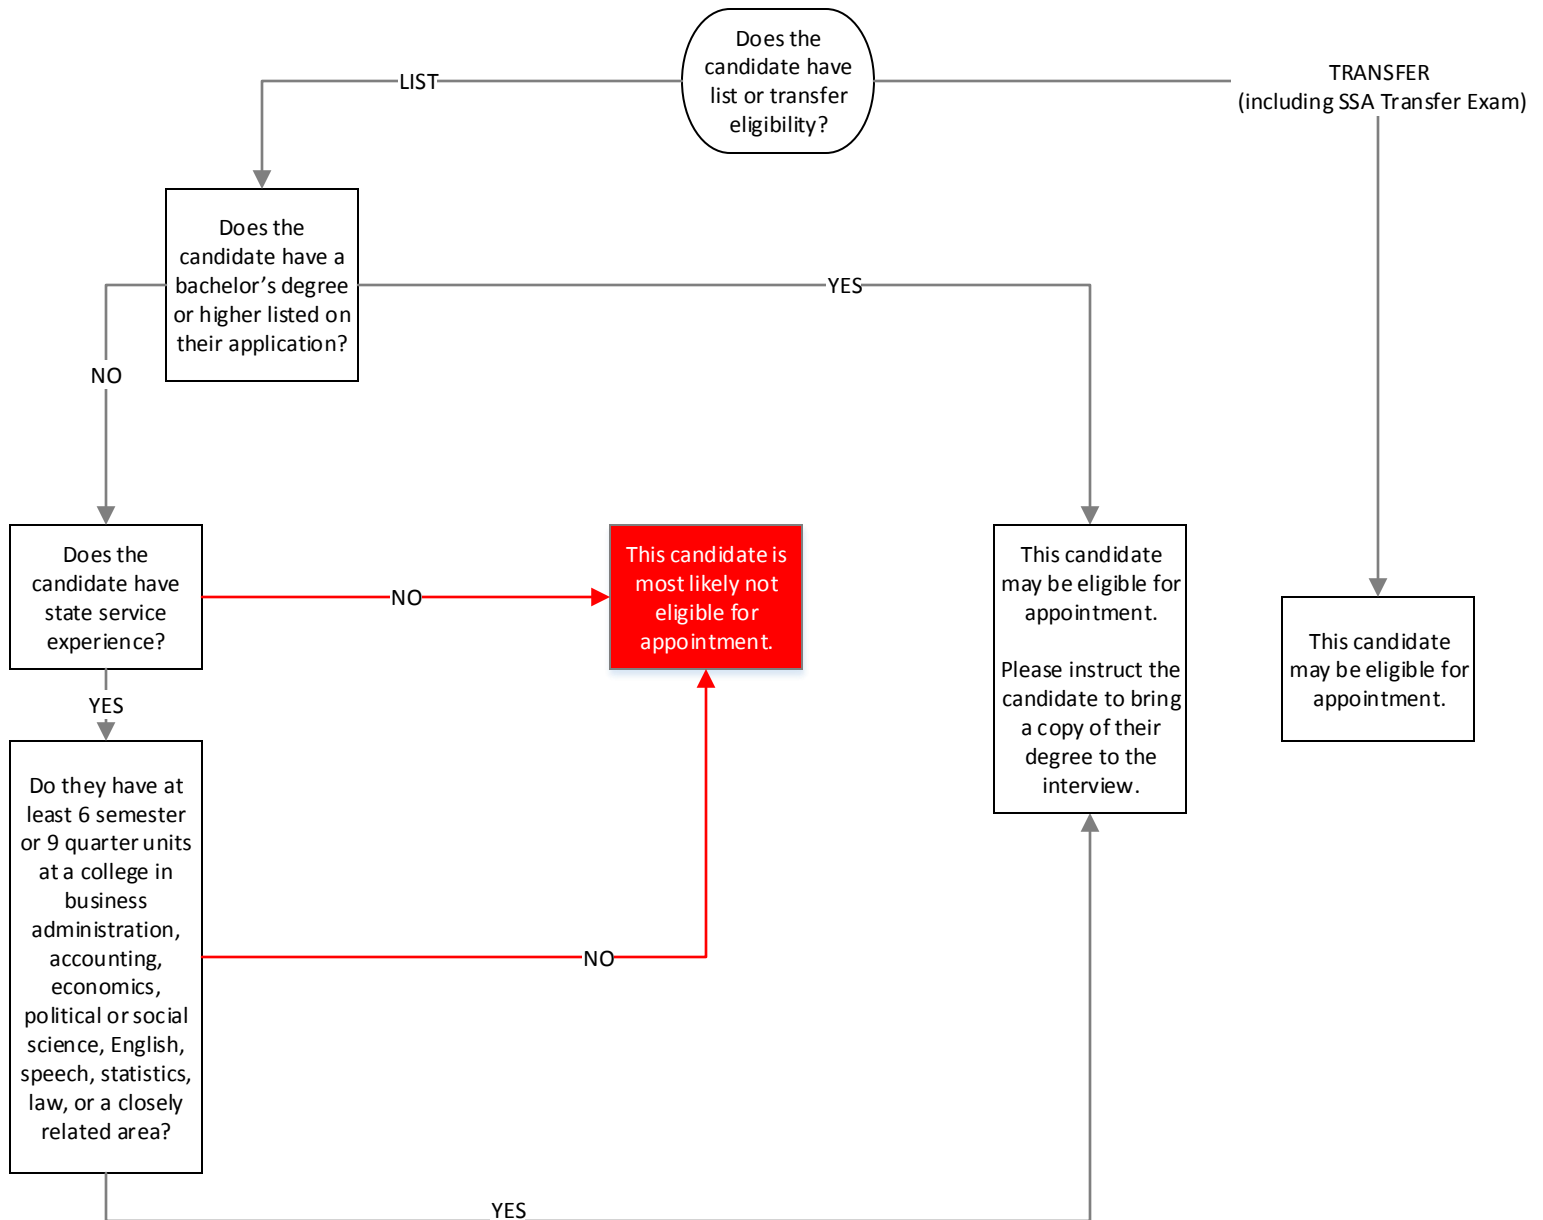 Does the
candidate have
list or transfer
eligibility?
LIST
TRANSFER
(including SSA Transfer Exam)
Does the
candidate have a
bachelor’s degree
or higher listed on
their application?
YES
NO
Does the
candidate have
state service
experience?
NO
This candidate is
most likely not
eligible for
appointment.
This candidate
may be eligible for
appointment.
Please instruct the
candidate to bring
a copy of their
degree to the
interview.
This candidate
may be eligible for
appointment.
YES
Do they have at
least 6 semester
or 9 quarter units
at a college in
business
administration,
accounting,
economics,
political or social
science, English,
speech, statistics,
law, or a closely
related area?
NO
YES